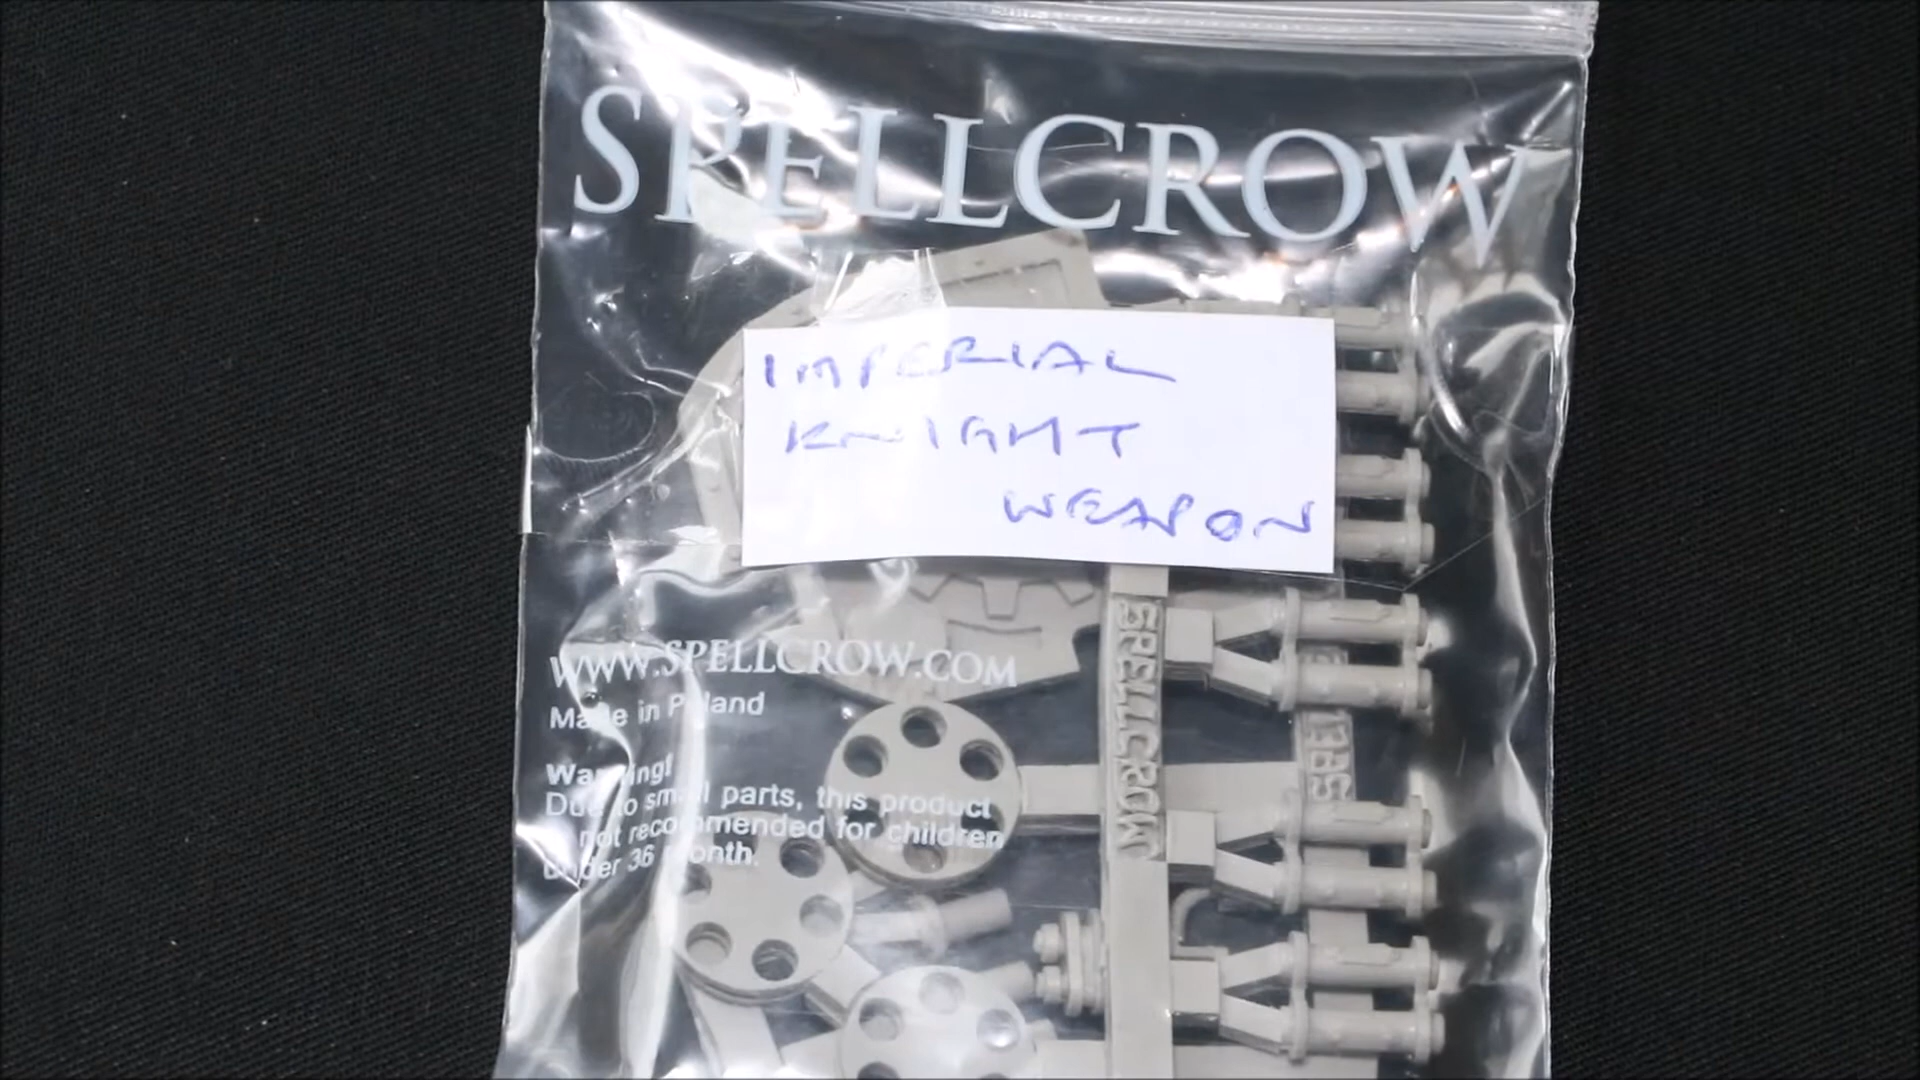 SPELLCROW
IMPERIAL
KNIGHT
WEAPON
WWW.SPELLCROW.COM
Made in Poland
Warning!
Due to small parts, this product
not recommended for children
under 36 month.
SPELLCROW
SPEL